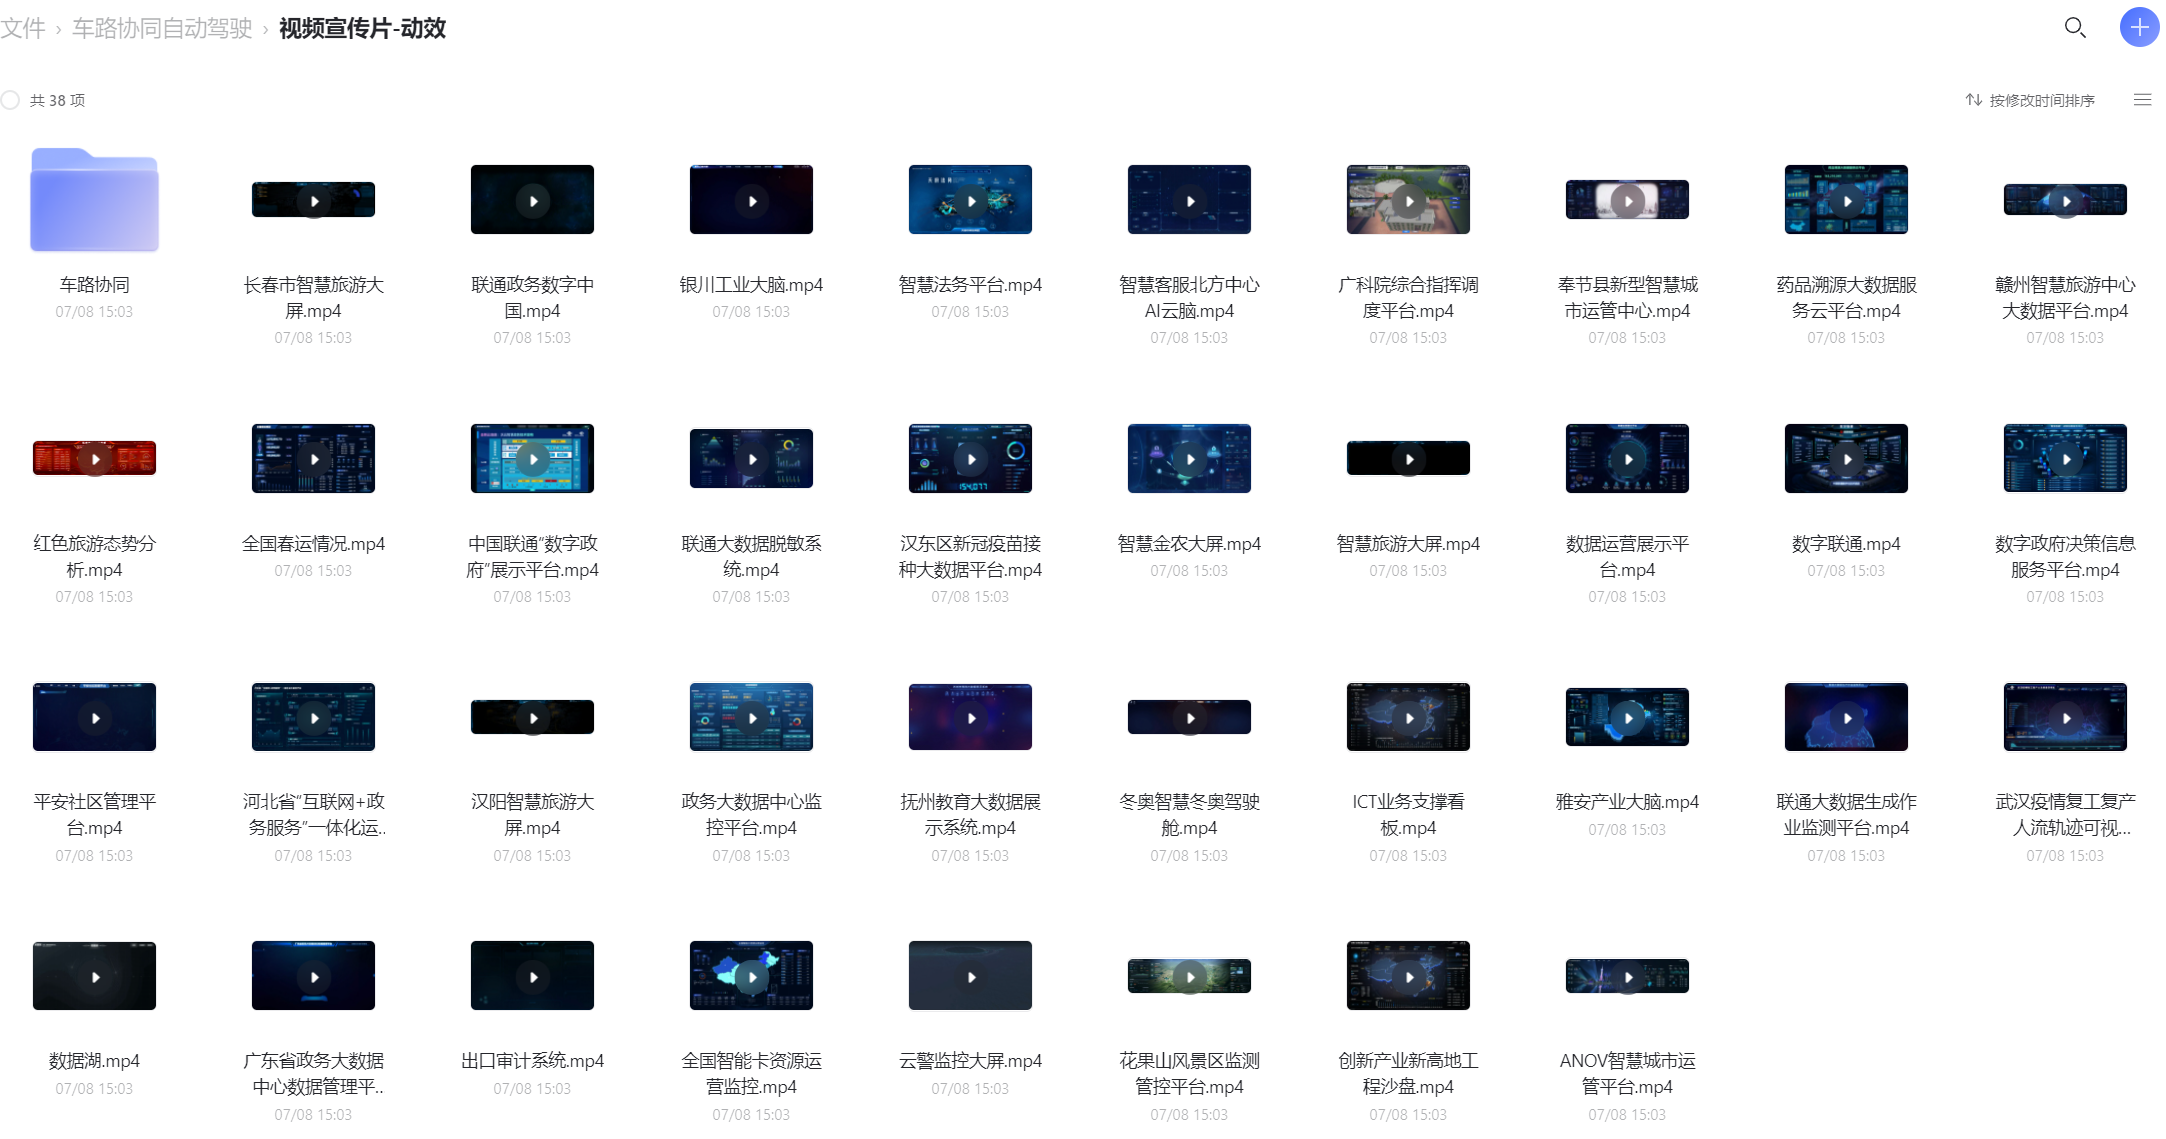 文件 › 车路协同自动驾驶 › 视频宣传片-动效
共 38 项
按修改时间排序
车路协同
07/08 15:03
长春市智慧旅游大
屏.mp4
07/08 15:03
联通政务数字中
国.mp4
07/08 15:03
银川工业大脑.mp4
07/08 15:03
智慧法务平台.mp4
07/08 15:03
智慧客服北方中心
AI云脑.mp4
07/08 15:03
广科院综合指挥调
度平台.mp4
07/08 15:03
奉节县新型智慧城
市运管中心.mp4
07/08 15:03
药品溯源大数据服
务云平台.mp4
07/08 15:03
赣州智慧旅游中心
大数据平台.mp4
07/08 15:03
红色旅游态势分
析.mp4
07/08 15:03
全国春运情况.mp4
07/08 15:03
中国联通“数字政
府”展示平台.mp4
07/08 15:03
联通大数据脱敏系
统.mp4
07/08 15:03
154,077
汉东区新冠疫苗接
种大数据平台.mp4
07/08 15:03
智慧金农大屏.mp4
07/08 15:03
智慧旅游大屏.mp4
07/08 15:03
数据运营展示平
台.mp4
07/08 15:03
数字联通.mp4
07/08 15:03
数字政府决策信息
服务平台.mp4
07/08 15:03
平安社区管理平
台.mp4
07/08 15:03
河北省“互联网+政
务服务”一体化运..
07/08 15:03
汉阳智慧旅游大
屏.mp4
07/08 15:03
政务大数据中心监
控平台.mp4
07/08 15:03
抚州教育大数据展
示系统.mp4
07/08 15:03
冬奥智慧冬奥驾驶
舱.mp4
07/08 15:03
ICT业务支撑看
板.mp4
07/08 15:03
雅安产业大脑.mp4
07/08 15:03
联通大数据生成作
业监测平台.mp4
07/08 15:03
武汉疫情复工复产
人流轨迹可视...
07/08 15:03
数据湖.mp4
07/08 15:03
广东省政务大数据
中心数据管理平..
07/08 15:03
出口审计系统.mp4
07/08 15:03
全国智能卡资源运
营监控.mp4
07/08 15:03
云警监控大屏.mp4
07/08 15:03
花果山风景区监测
管控平台.mp4
07/08 15:03
创新产业新高地工
程沙盘.mp4
07/08 15:03
ANOV智慧城市运
管平台.mp4
07/08 15:03